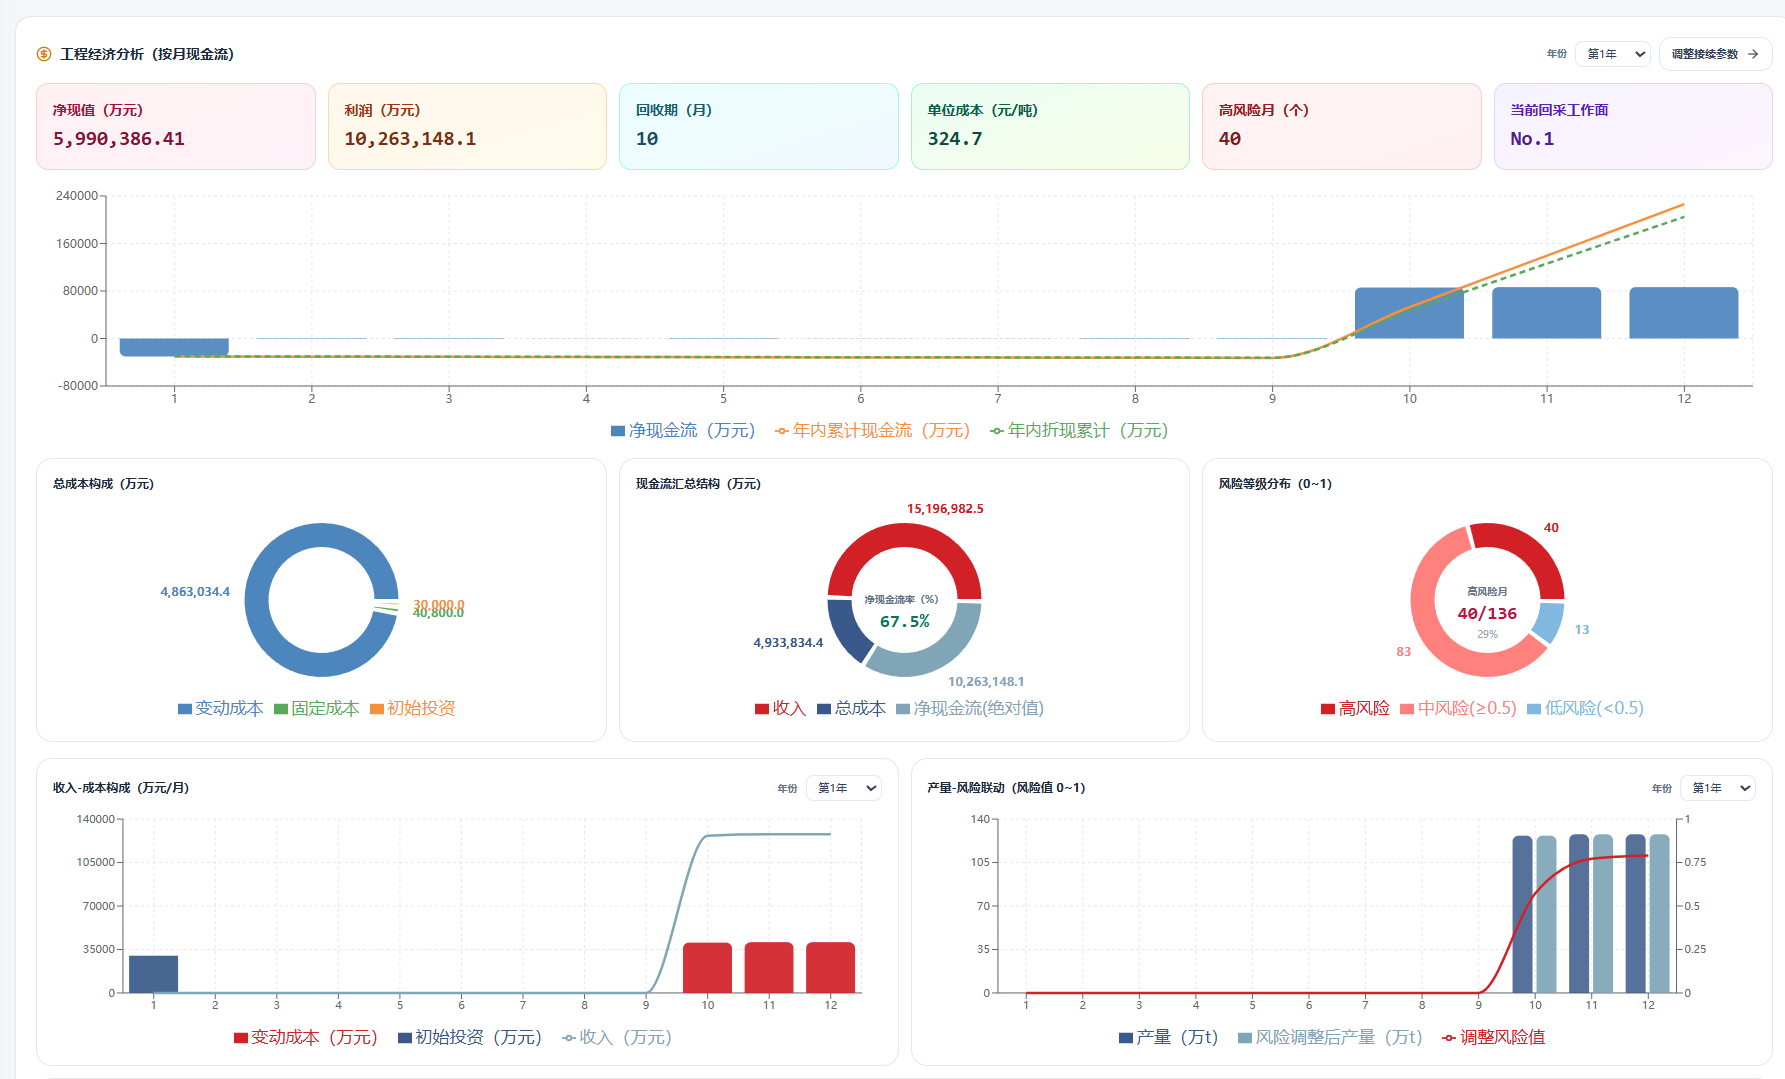 工程经济分析（按月现金流）
年份 第1年 调整接续参数
净现值（万元）
5,990,386.41
利润（万元）
10,263,148.1
回收期（月）
10
单位成本（元/吨）
324.7
高风险月（个）
40
当前回采工作面
No.1
240000
160000
80000
0
-80000
1 2 3 4 5 6 7 8 9 10 11 12
净现金流（万元） 年内累计现金流（万元） 年内折现累计（万元）
总成本构成（万元）
4,863,034.4
30,000.0
40,800.0
变动成本 固定成本 初始投资
现金流汇总结构（万元）
15,196,982.5
净现金流率（%）
67.5%
4,933,834.4
10,263,148.1
收入 总成本 净现金流(绝对值)
风险等级分布（0~1）
40
高风险月
40/136
29%
13
83
高风险 中风险(≥0.5) 低风险(<0.5)
收入-成本构成（万元/月）
年份 第1年
140000
105000
70000
35000
0
1 2 3 4 5 6 7 8 9 10 11 12
变动成本（万元） 初始投资（万元） 收入（万元）
产量-风险联动（风险值 0~1）
年份 第1年
140
105
70
35
0
1
0.75
0.5
0.25
0
1 2 3 4 5 6 7 8 9 10 11 12
产量（万t） 风险调整后产量（万t） 调整风险值